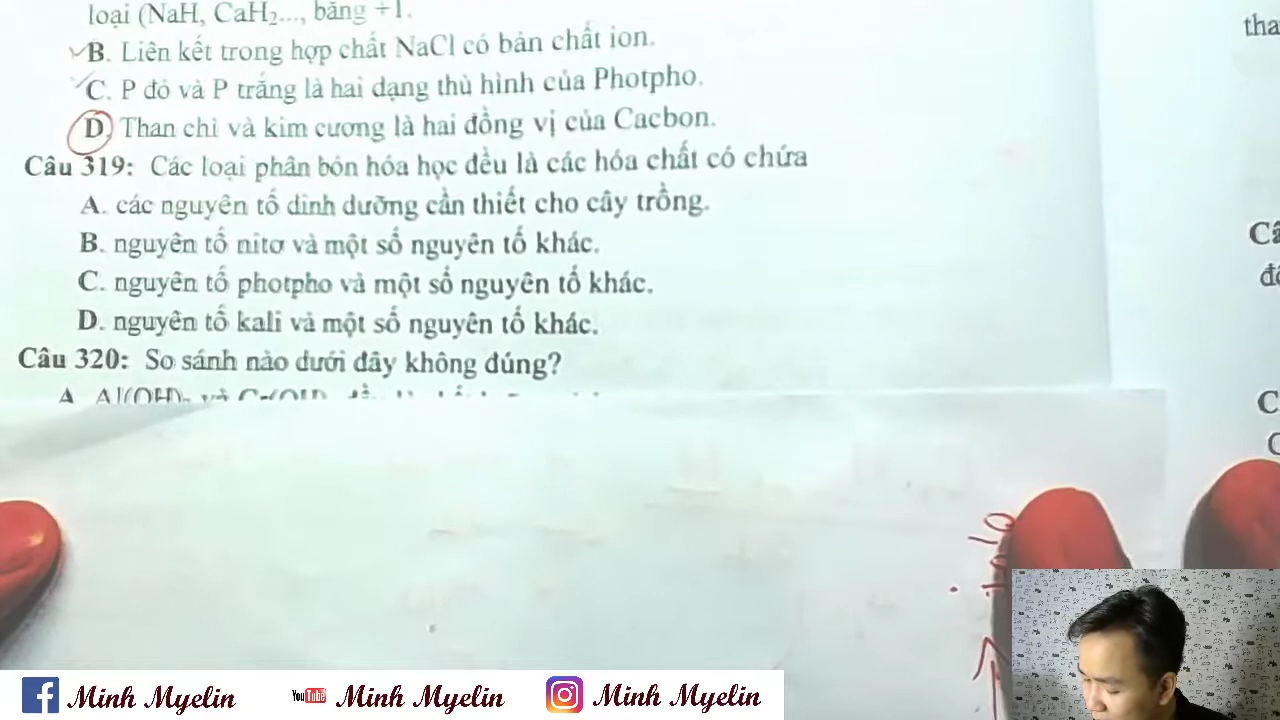 loại (NaH, CaH₂..., bằng +1.
B. Liên kết trong hợp chất NaCl có bản chất ion.
C. P đỏ và P trắng là hai dạng thù hình của Photpho.
D. Than chì và kim cương là hai đồng vị của Cacbon.
Câu 319: Các loại phân bón hóa học đều là các hóa chất có chứa
A. các nguyên tố dinh dưỡng cần thiết cho cây trồng.
B. nguyên tố nitơ và một số nguyên tố khác.
C. nguyên tố photpho và một số nguyên tố khác.
D. nguyên tố kali và một số nguyên tố khác.
Câu 320: So sánh nào dưới đây không đúng?
A. Al(OH)₃ và
tha
Minh Myelin
YouTube Minh Myelin
Minh Myelin